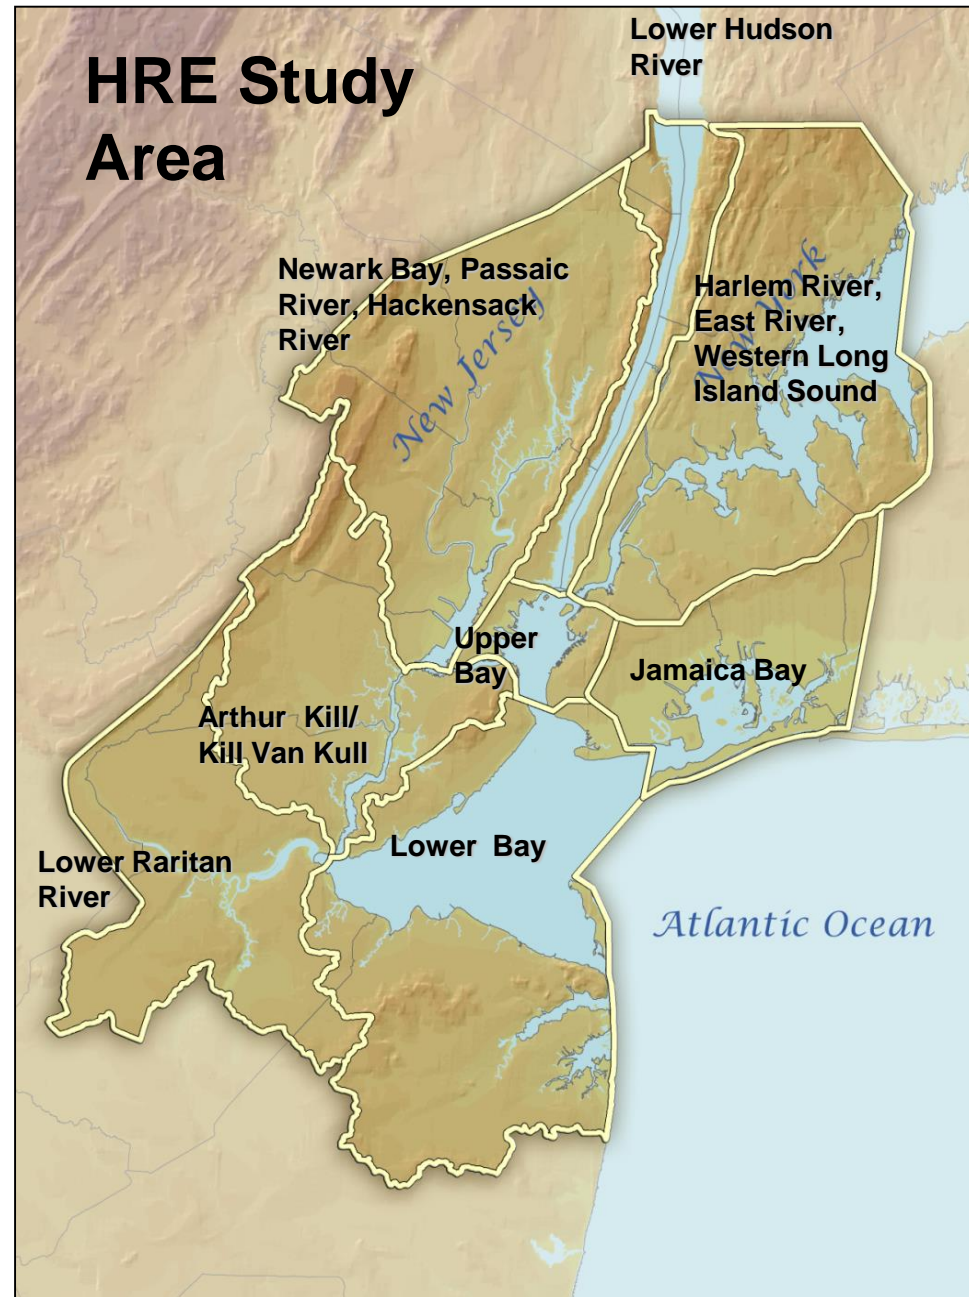 Lower Hudson
River
HRE Study
Area
Newark Bay, Passaic
River, Hackensack
River
New Jersey
Harlem River,
East River,
Western Long
Island Sound
New York
Upper
Bay
Jamaica Bay
Arthur Kill/
Kill Van Kull
Lower Bay
Lower Raritan
River
Atlantic Ocean